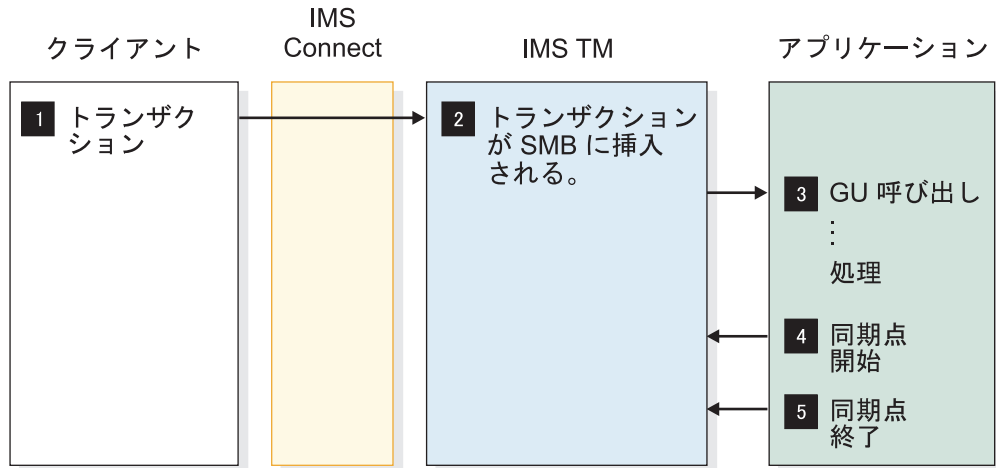 クライアント
IMS
Connect
IMS TM
アプリケーション
1 トランザク
ション
2 トランザクション
が SMB に挿入
される。
3 GU 呼び出し
⋮
処理
4 同期点
開始
5 同期点
終了